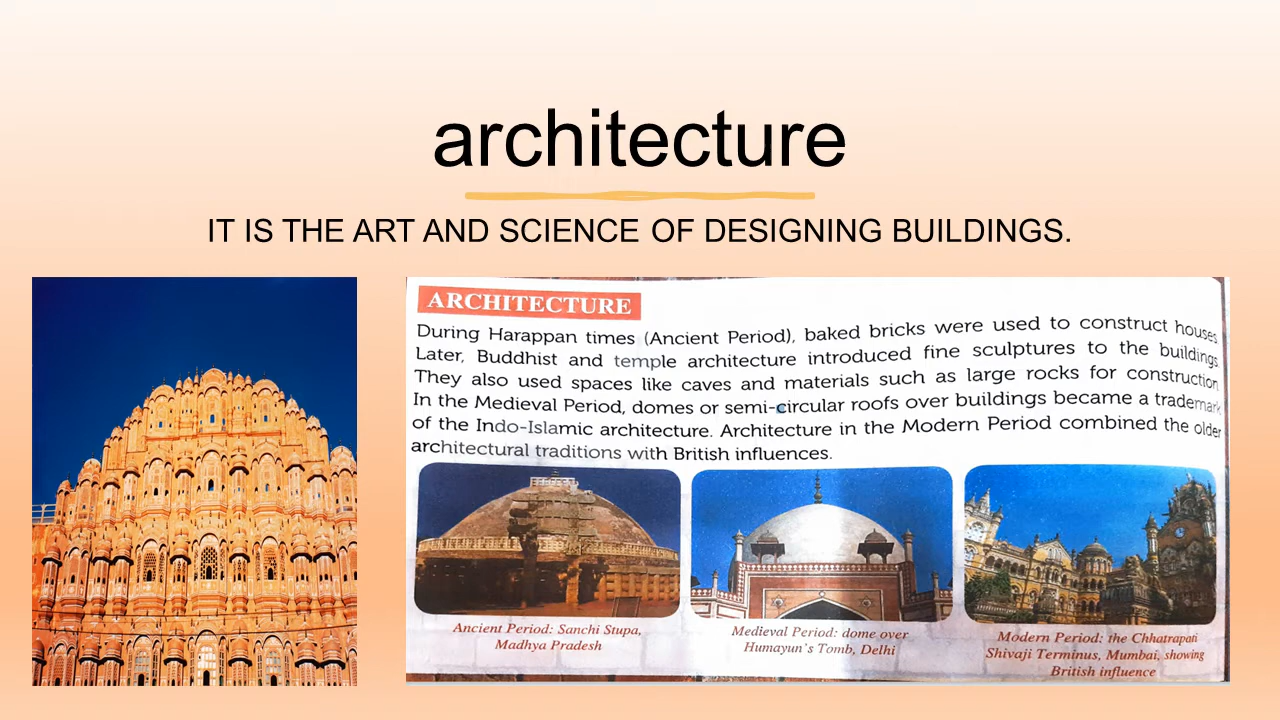 architecture
IT IS THE ART AND SCIENCE OF DESIGNING BUILDINGS.
ARCHITECTURE
During Harappan times (Ancient Period), baked bricks were used to construct houses
Later, Buddhist and temple architecture introduced fine sculptures to the buildings
They also used spaces like caves and materials such as large rocks for construction
In the Medieval Period, domes or semi-circular roofs over buildings became a trademark
of the Indo-Islamic architecture. Architecture in the Modern Period combined the older
architectural traditions with British influences.
Ancient Period: Sanchi Stupa,
Madhya Pradesh
Medieval Period: dome over
Humayun's Tomb, Delhi
Modern Period: the Chhatrapati
Shivaji Terminus, Mumbai, showing
British influence